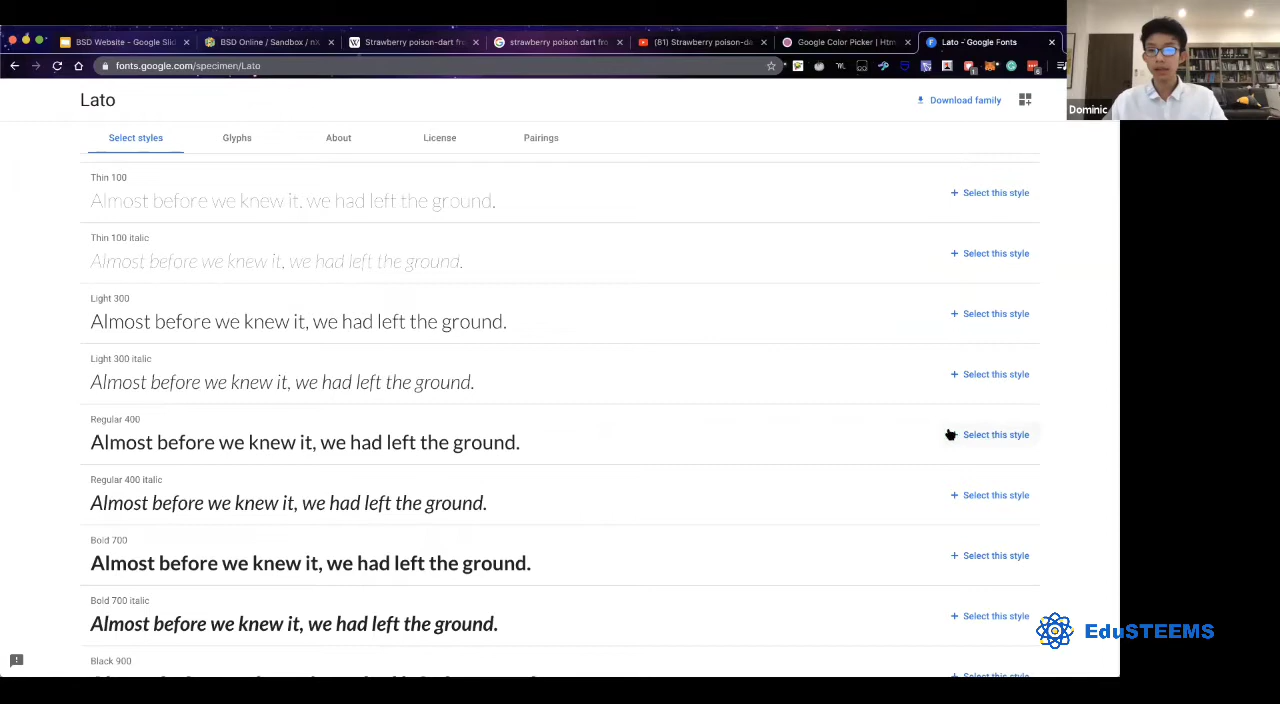 BSD Website - Google Slid
BSD Online / Sandbox / nX
Strawberry poison-dart fro
strawberry poison dart fro
(81) Strawberry poison-da
Google Color Picker | Htm
Lato - Google Fonts
fonts.google.com/specimen/Lato
Dominic
Lato
Download family
Select styles
Glyphs
About
License
Pairings
Thin 100
Almost before we knew it, we had left the ground.
Select this style
Thin 100 italic
Almost before we knew it, we had left the ground.
Select this style
Light 300
Almost before we knew it, we had left the ground.
Select this style
Light 300 italic
Almost before we knew it, we had left the ground.
Select this style
Regular 400
Almost before we knew it, we had left the ground.
Select this style
Regular 400 italic
Almost before we knew it, we had left the ground.
Select this style
Bold 700
Almost before we knew it, we had left the ground.
Select this style
Bold 700 italic
Almost before we knew it, we had left the ground.
Select this style
EduSTEEMS
Black 900